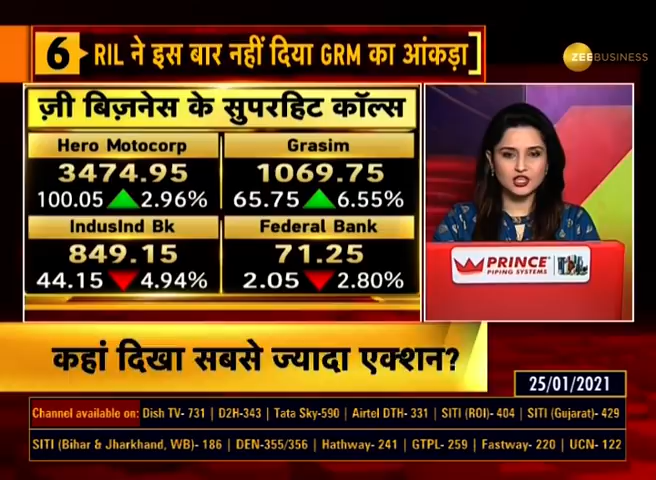 6 RIL ने इस बार नहीं दिया GRM का आंकड़ा
ZEE BUSINESS
ज़ी बिज़नेस के सुपरहिट कॉल्स
Hero Motocorp
3474.95
100.05 ▲ 2.96%
Grasim
1069.75
65.75 ▲ 6.55%
IndusInd Bk
849.15
44.15 ▼ 4.94%
Federal Bank
71.25
2.05 ▼ 2.80%
PRINCE
PIPING SYSTEMS
कहां दिखा सबसे ज्यादा एक्शन?
25/01/2021
Channel available on: Dish TV- 731 | D2H-343 | Tata Sky-590 | Airtel DTH- 331 | SITI (ROI)- 404 | SITI (Gujarat)- 429
SITI (Bihar & Jharkhand, WB)- 186 | DEN-355/356 | Hathway- 241 | GTPL- 259 | Fastway- 220 | UCN- 122